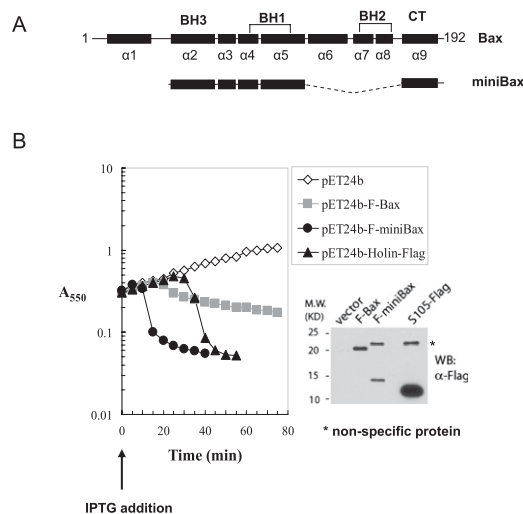 A
BH3 BH1 BH2 CT
1 192 Bax
α1 α2 α3 α4 α5 α6 α7 α8 α9
miniBax
B
10
1
0.1
0.01
A550
0 20 40 60 80
Time (min)
IPTG addition
pET24b
pET24b-F-Bax
pET24b-F-miniBax
pET24b-Holin-Flag
M.W.
(KD)
vector
F-Bax
F-miniBax
S105-Flag
25
20
15
10
*
WB:
α-Flag
* non-specific protein